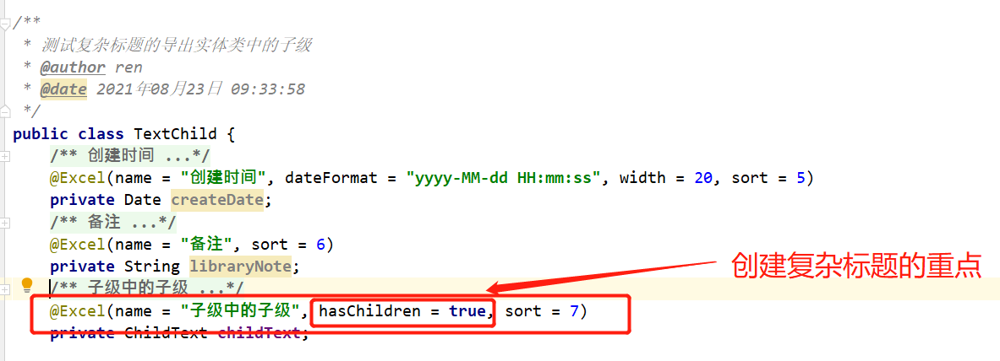 /**
* 测试复杂标题的导出实体类中的子级
* @author ren
* @date 2021年08月23日 09:33:58
*/
public class TextChild {
/** 创建时间 ...*/
@Excel(name = "创建时间", dateFormat = "yyyy-MM-dd HH:mm:ss", width = 20, sort = 5)
private Date createDate;
/** 备注 ...*/
@Excel(name = "备注", sort = 6)
private String libraryNote;
创建复杂标题的重点
/** 子级中的子级 ...*/
@Excel(name = "子级中的子级", hasChildren = true, sort = 7)
private ChildText childText;